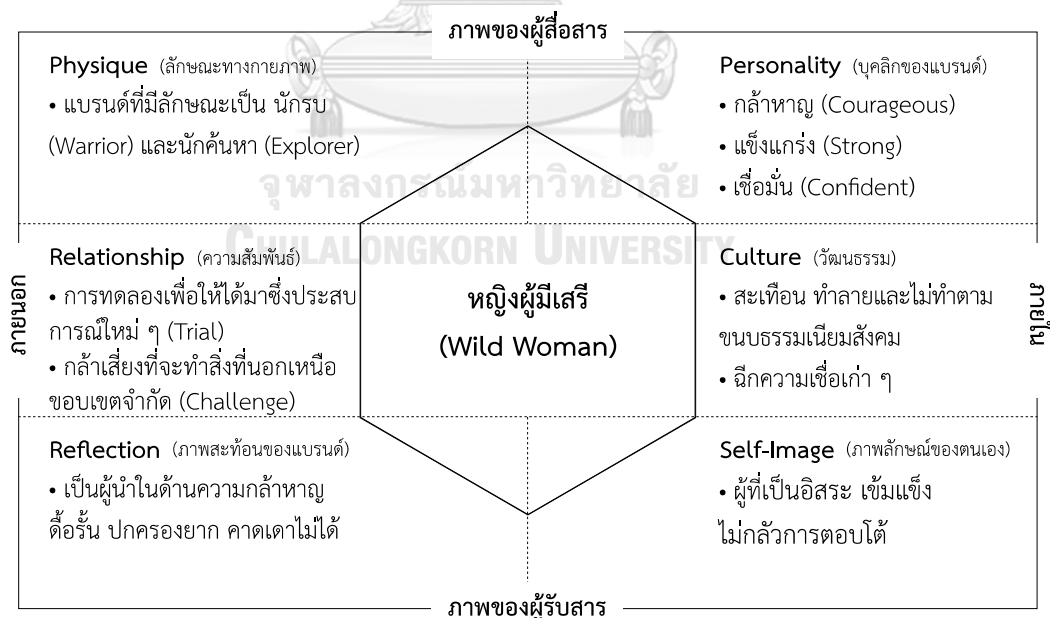 ภาพของผู้สื่อสาร
Physique (ลักษณะทางกายภาพ)
• แบรนด์ที่มีลักษณะเป็น นักรบ
(Warrior) และนักค้นหา (Explorer)
Personality (บุคลิกของแบรนด์)
• กล้าหาญ (Courageous)
• แข็งแกร่ง (Strong)
• เชื่อมั่น (Confident)
จุฬาลงกรณ์มหาวิทยาลัย
CHULALONGKORN UNIVERSITY
ภายนอก
Relationship (ความสัมพันธ์)
• การทดลองเพื่อให้ได้มาซึ่งประสบ
การณ์ใหม่ ๆ (Trial)
• กล้าเสี่ยงที่จะทำสิ่งที่นอกเหนือ
ขอบเขตจำกัด (Challenge)
หญิงผู้มีเสรี
(Wild Woman)
Culture (วัฒนธรรม)
• สะเทือน ทำลายและไม่ทำตาม
ขนบธรรมเนียมสังคม
• ฉีกความเชื่อเก่า ๆ
ภายใน
Reflection (ภาพสะท้อนของแบรนด์)
• เป็นผู้นำในด้านความกล้าหาญ
ดื้อรั้น ปกครองยาก คาดเดาไม่ได้
Self-Image (ภาพลักษณ์ของตนเอง)
• ผู้ที่เป็นอิสระ เข้มแข็ง
ไม่กลัวการตอบโต้
ภาพของผู้รับสาร